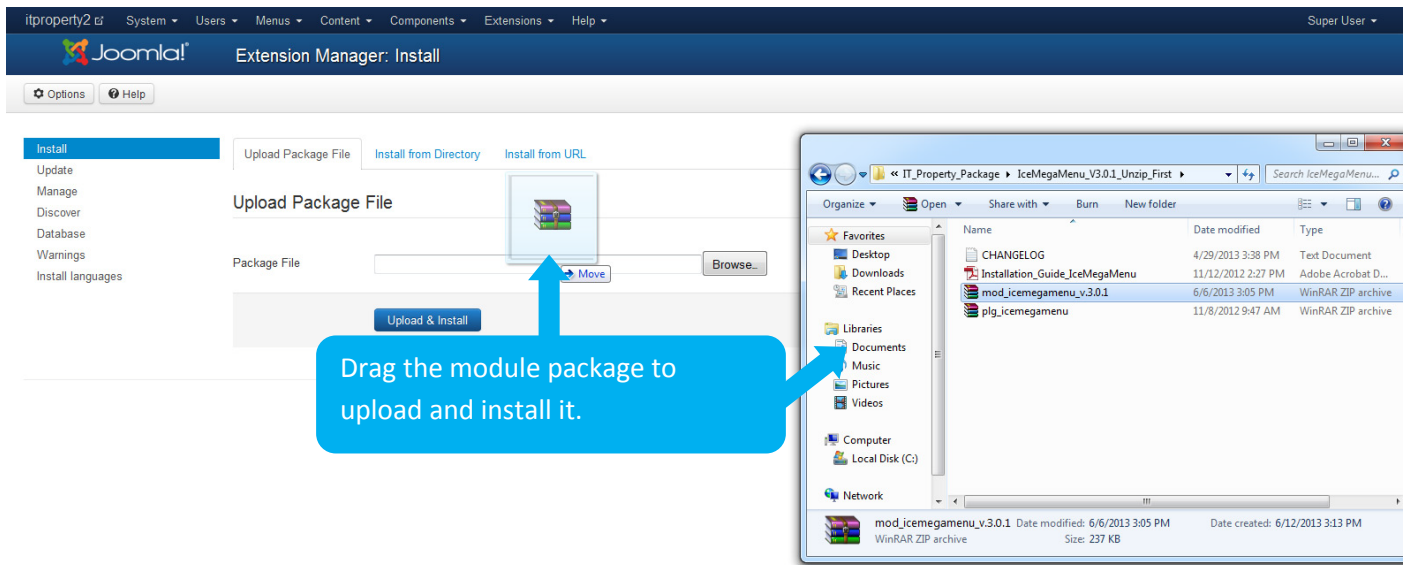 itproperty2 System Users Menus Content Components Extensions Help Super User
Joomla!® Extension Manager: Install
Options Help
Install
Update
Manage
Discover
Database
Warnings
Install languages
Upload Package File Install from Directory Install from URL
Upload Package File
Package File Browse...
Move
Upload & Install
Drag the module package to
upload and install it.
« IT_Property_Package IceMegaMenu_V3.0.1_Unzip_First Search IceMegaMenu...
Organize Open Share with Burn New folder
Favorites
Desktop
Downloads
Recent Places
Libraries
Documents
Music
Pictures
Videos
Computer
Local Disk (C:)
Network
Name Date modified Type
CHANGELOG 4/29/2013 3:38 PM Text Document
Installation_Guide_IceMegaMenu 11/12/2012 2:27 PM Adobe Acrobat D...
mod_icemegamenu_v.3.0.1 6/6/2013 3:05 PM WinRAR ZIP archive
plg_icemegamenu 11/8/2012 9:47 AM WinRAR ZIP archive
mod_icemegamenu_v.3.0.1 Date modified: 6/6/2013 3:05 PM Date created: 6/12/2013 3:13 PM
WinRAR ZIP archive Size: 237 KB